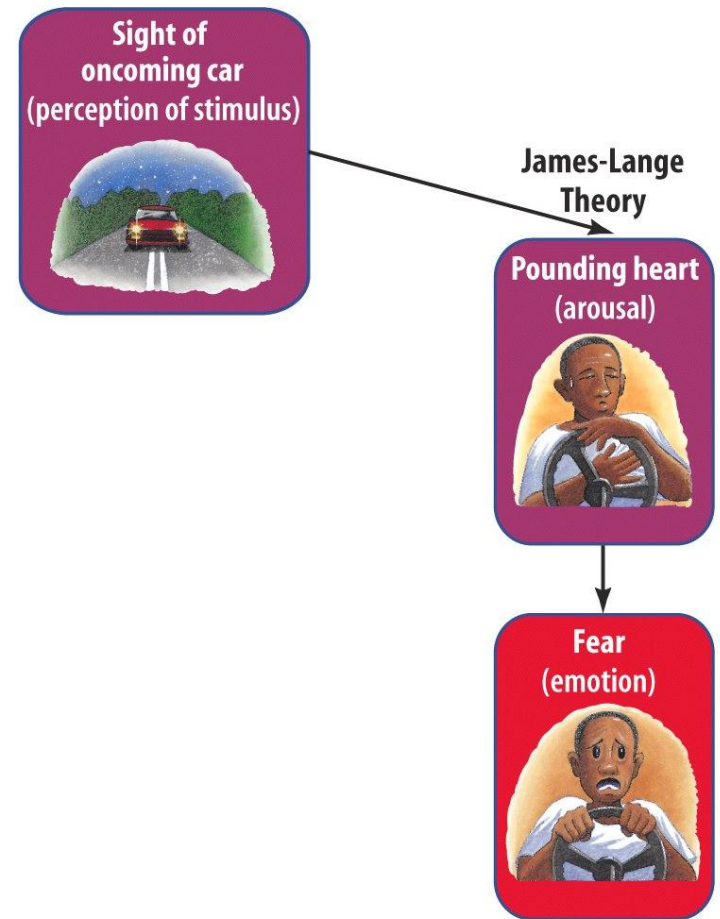 Sight of
oncoming car
(perception of stimulus)
James-Lange
Theory
Pounding heart
(arousal)
Fear
(emotion)